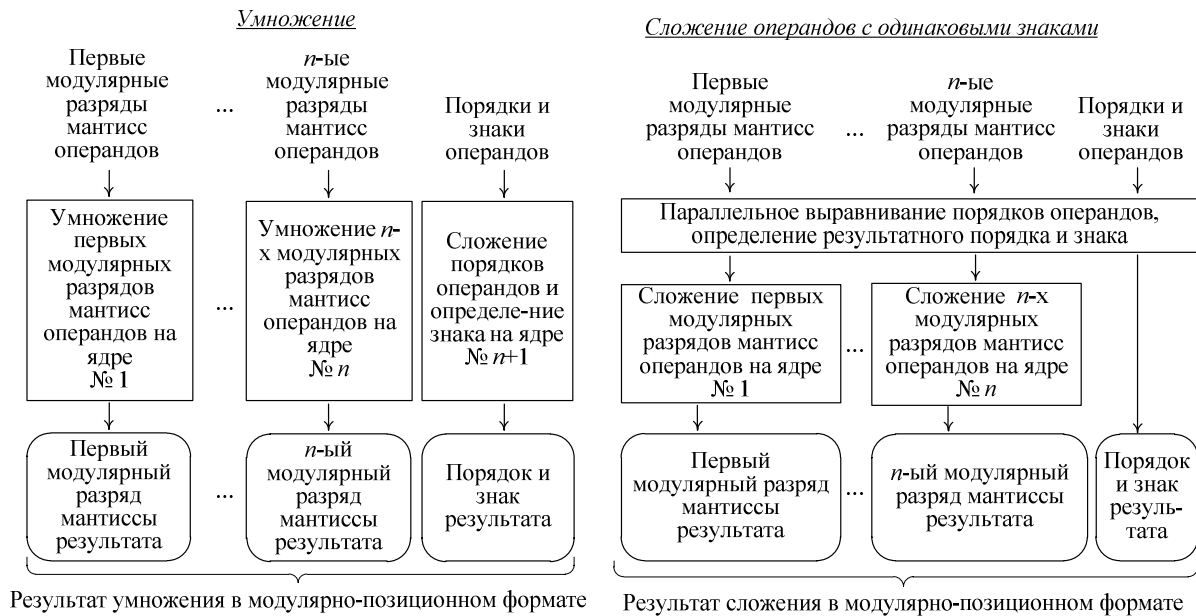 Умножение
Первые
модулярные
разряды
мантисс
операндов
...
n-ые
модулярные
разряды
мантисс
операндов
Порядки и
знаки
операндов
Умножение
первых
модулярных
разрядов
мантисс
операндов на
ядре
№ 1
...
Умножение n-
х модулярных
разрядов
мантисс
операндов на
ядре
№ n
Сложение
порядков
операндов и
определе-ние
знака на ядре
№ n+1
Первый
модулярный
разряд
мантиссы
результата
...
n-ый
модулярный
разряд
мантиссы
результата
Порядок и
знак
результата
Результат умножения в модулярно-позиционном формате
Сложение операндов с одинаковыми знаками
Первые
модулярные
разряды мантисс
операндов
...
n-ые
модулярные
разряды мантисс
операндов
Порядки и
знаки
операндов
Параллельное выравнивание порядков операндов,
определение результатного порядка и знака
Сложение первых
модулярных
разрядов мантисс
операндов на ядре
№ 1
...
Сложение n-х
модулярных
разрядов мантисс
операндов на ядре
№ n
Первый
модулярный разряд
мантиссы
результата
...
n-ый модулярный
разряд мантиссы
результата
Порядок
и знак
резуль-
тата
Результат сложения в модулярно-позиционном формате